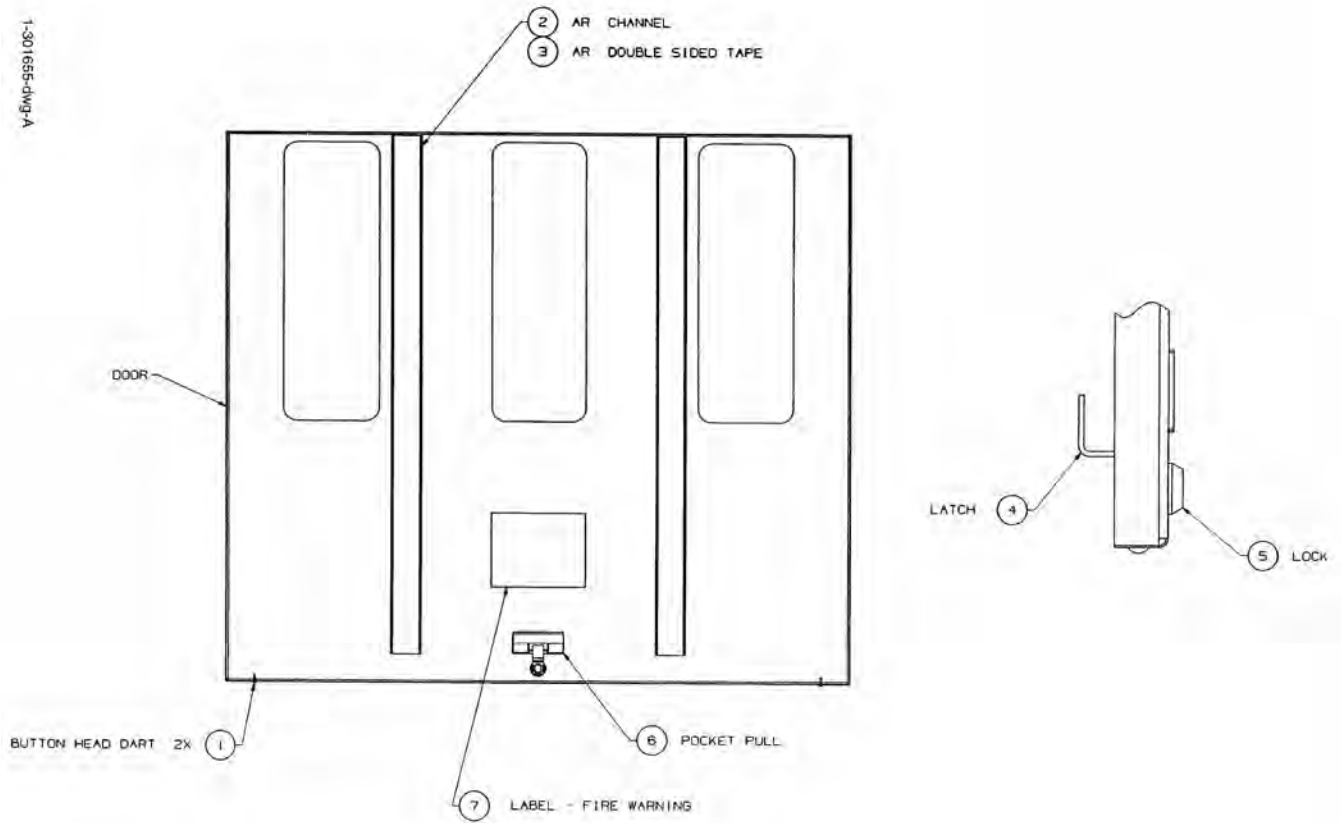 1-301655-dwg-A
2 AR CHANNEL
3 AR DOUBLE SIDED TAPE
DOOR
LATCH 4
5 LOCK
BUTTON HEAD DART 2X 1
6 POCKET PULL
7 LABEL - FIRE WARNING